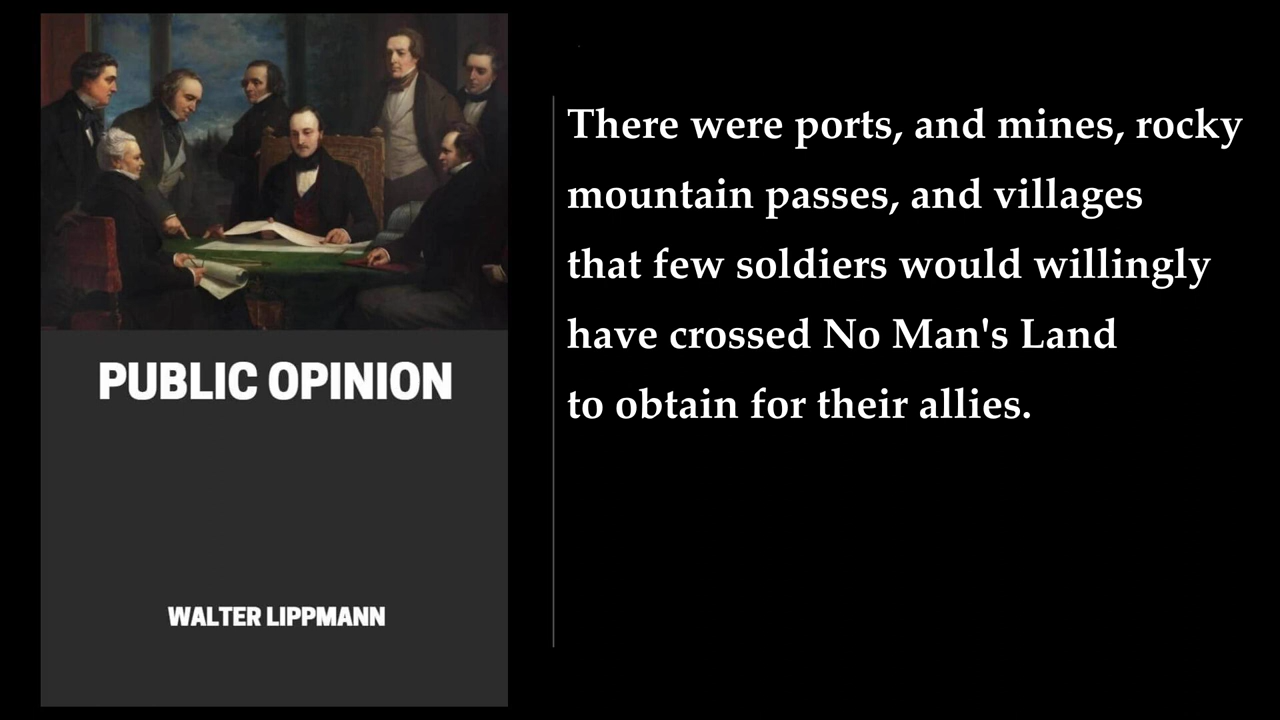 PUBLIC OPINION
WALTER LIPPMANN
There were ports, and mines, rocky
mountain passes, and villages
that few soldiers would willingly
have crossed No Man's Land
to obtain for their allies.